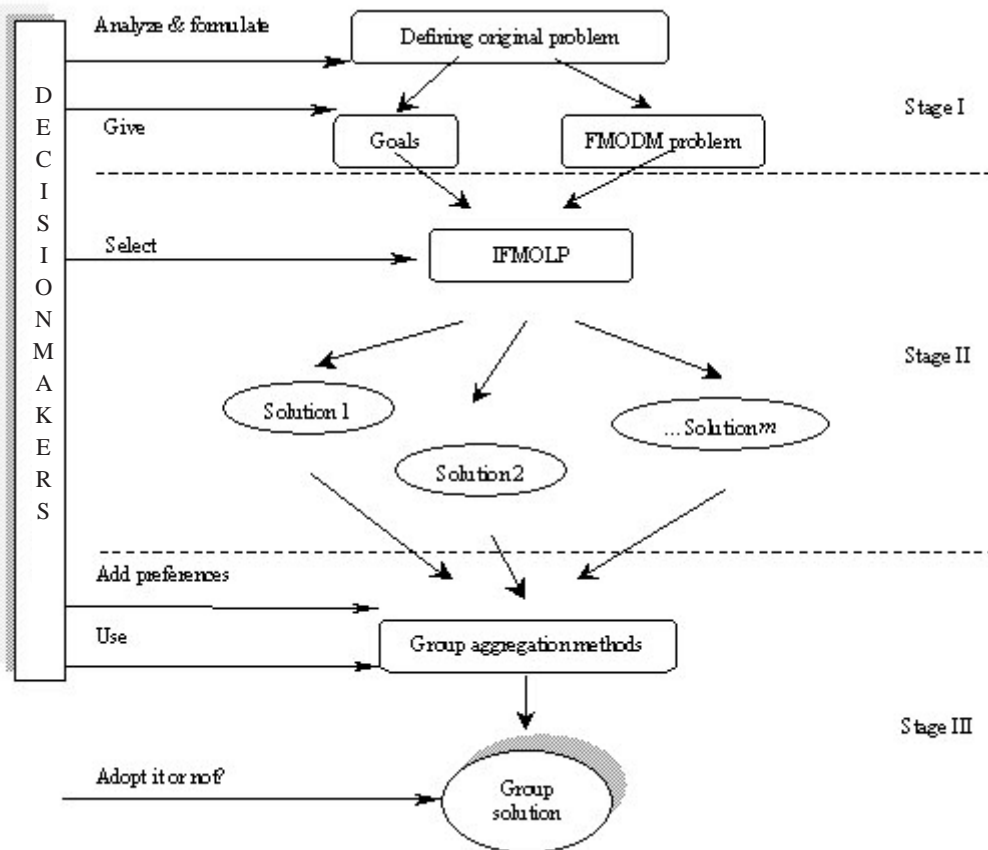 DECISIONMAKERS
Analyze & formulate
Defining original problem
Stage I
Give
Goals
FMODM problem
Select
IFMOLP
Stage II
Solution 1
...Solution m
Solution 2
Add preferences
Use
Group aggregation methods
Stage III
Adopt it or not?
Group
solution